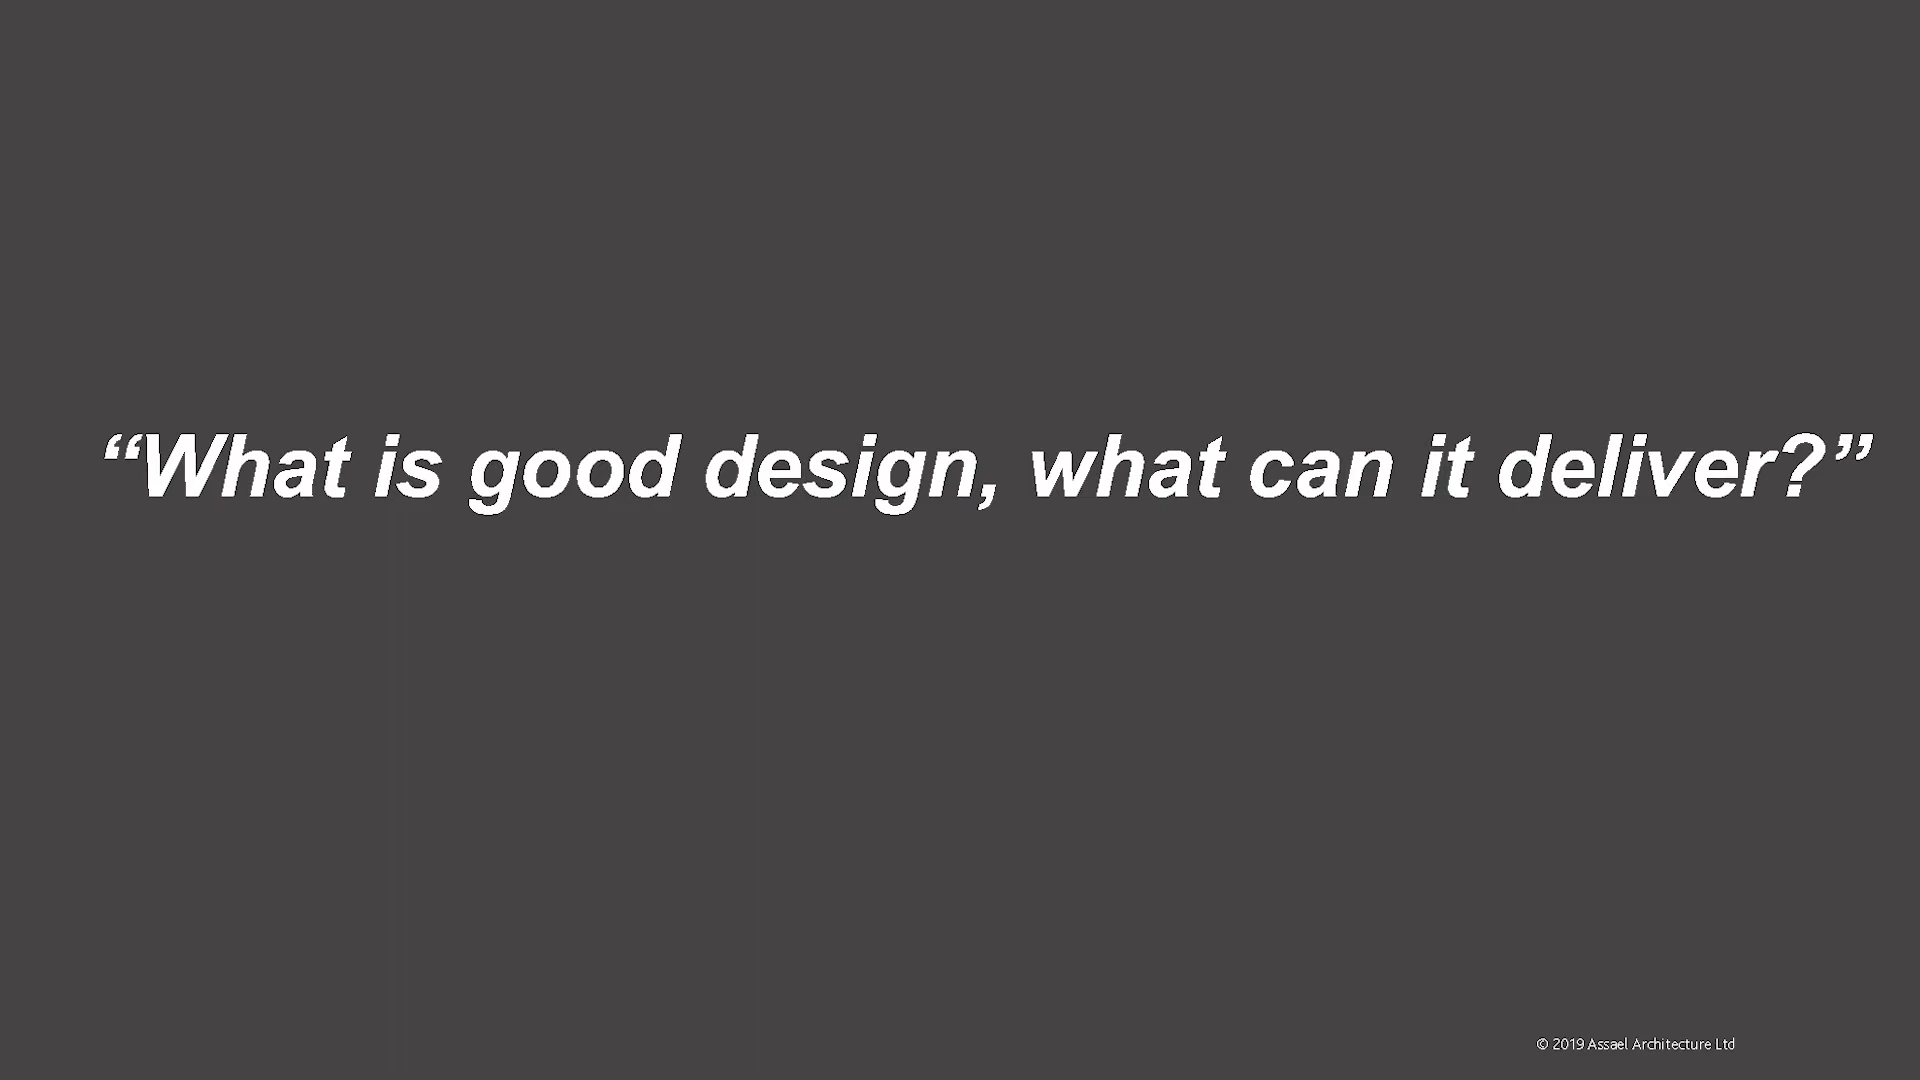 “What is good design, what can it deliver?”
© 2019 Assael Architecture Ltd